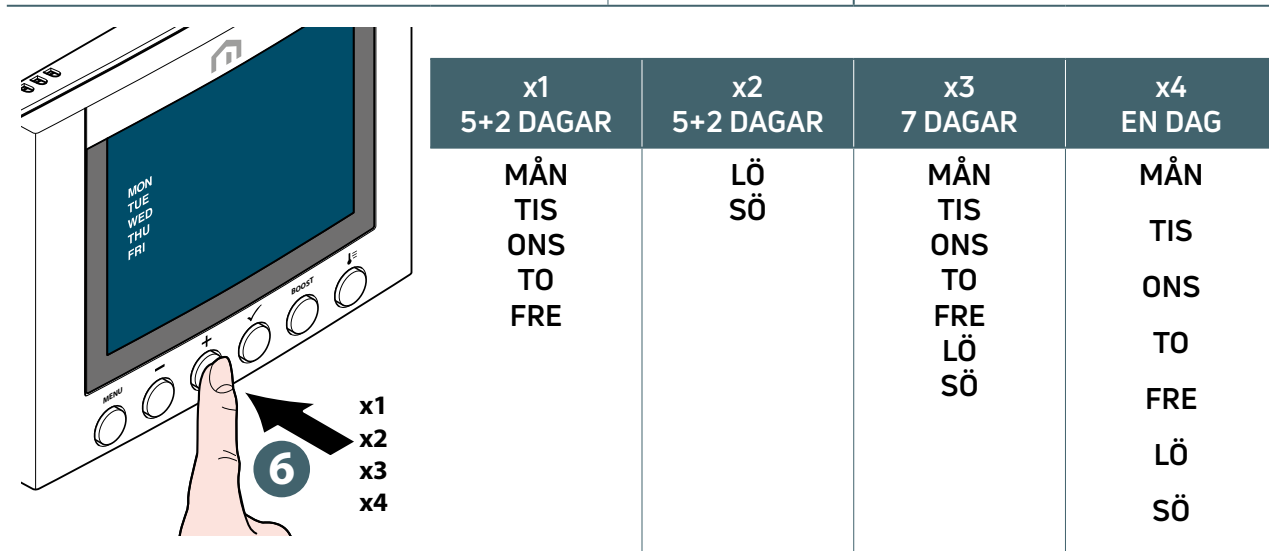 MON
TUE
WED
THU
FRI
MENU
−
+
✓
BOOST
x1
x2
x3
x4
6
x1 x2 x3 x4
5+2 DAGAR 5+2 DAGAR 7 DAGAR EN DAG
MÅN
TIS
ONS
TO
FRE
LÖ
SÖ
MÅN
TIS
ONS
TO
FRE
LÖ
SÖ
MÅN
TIS
ONS
TO
FRE
LÖ
SÖ